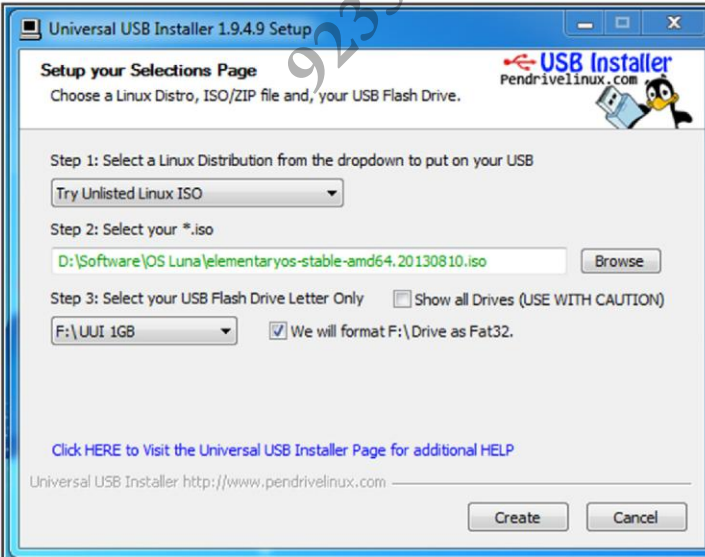 Universal USB Installer 1.9.4.9 Setup
Setup your Selections Page
Choose a Linux Distro, ISO/ZIP file and, your USB Flash Drive.
USB Installer
Pendrivelinux.com
Step 1: Select a Linux Distribution from the dropdown to put on your USB
Try Unlisted Linux ISO
Step 2: Select your *.iso
D:\Software\OS Luna\elementaryos-stable-amd64.20130810.iso
Browse
Step 3: Select your USB Flash Drive Letter Only
Show all Drives (USE WITH CAUTION)
F:\UUI 1GB
We will format F:\Drive as Fat32.
Click HERE to Visit the Universal USB Installer Page for additional HELP
Universal USB Installer http://www.pendrivelinux.com
Create
Cancel